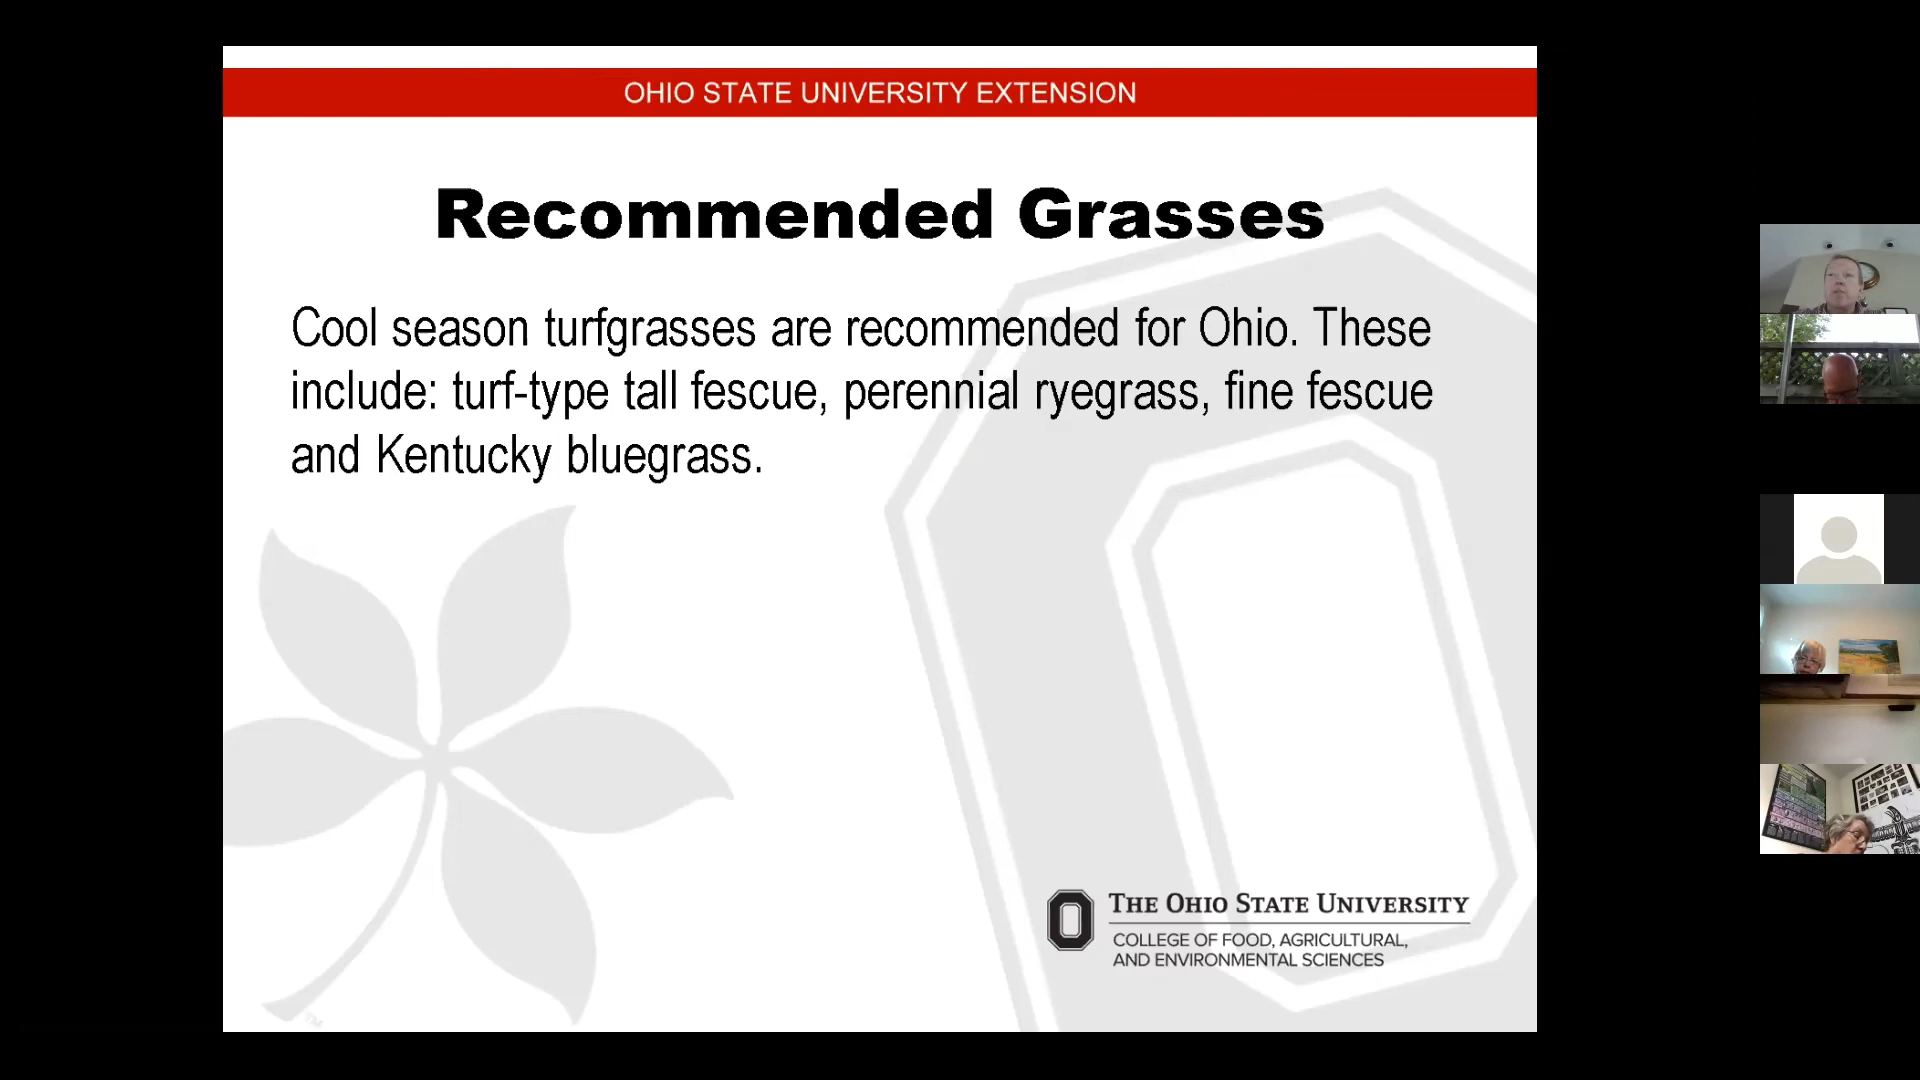 OHIO STATE UNIVERSITY EXTENSION
Recommended Grasses
Cool season turfgrasses are recommended for Ohio. These
include: turf-type tall fescue, perennial ryegrass, fine fescue
and Kentucky bluegrass.
THE OHIO STATE UNIVERSITY
COLLEGE OF FOOD, AGRICULTURAL,
AND ENVIRONMENTAL SCIENCES
TM